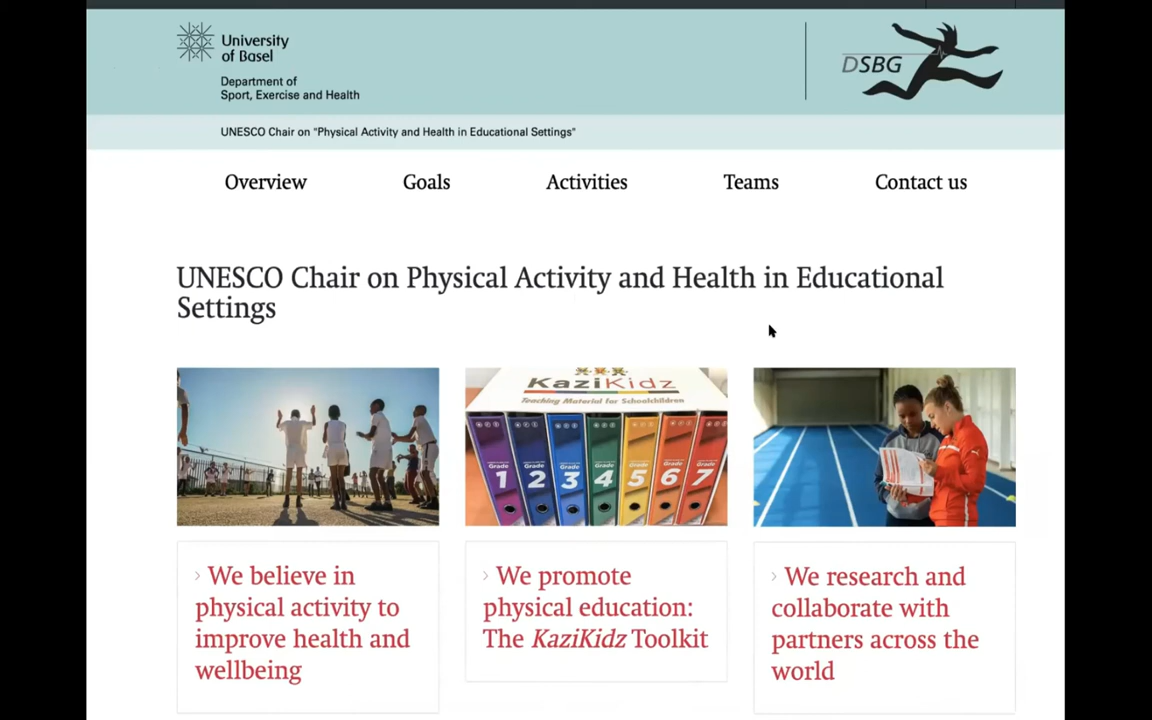 University
of Basel
Department of
Sport, Exercise and Health
DSBG
UNESCO Chair on "Physical Activity and Health in Educational Settings"
Overview
Goals
Activities
Teams
Contact us
UNESCO Chair on Physical Activity and Health in Educational
Settings
KaziKidz
Teaching Material for Schoolchildren
Grade
1
Grade
2
Grade
3
Grade
4
Grade
5
Grade
6
Grade
7
We believe in
physical activity to
improve health and
wellbeing
We promote
physical education:
The KaziKidz Toolkit
We research and
collaborate with
partners across the
world